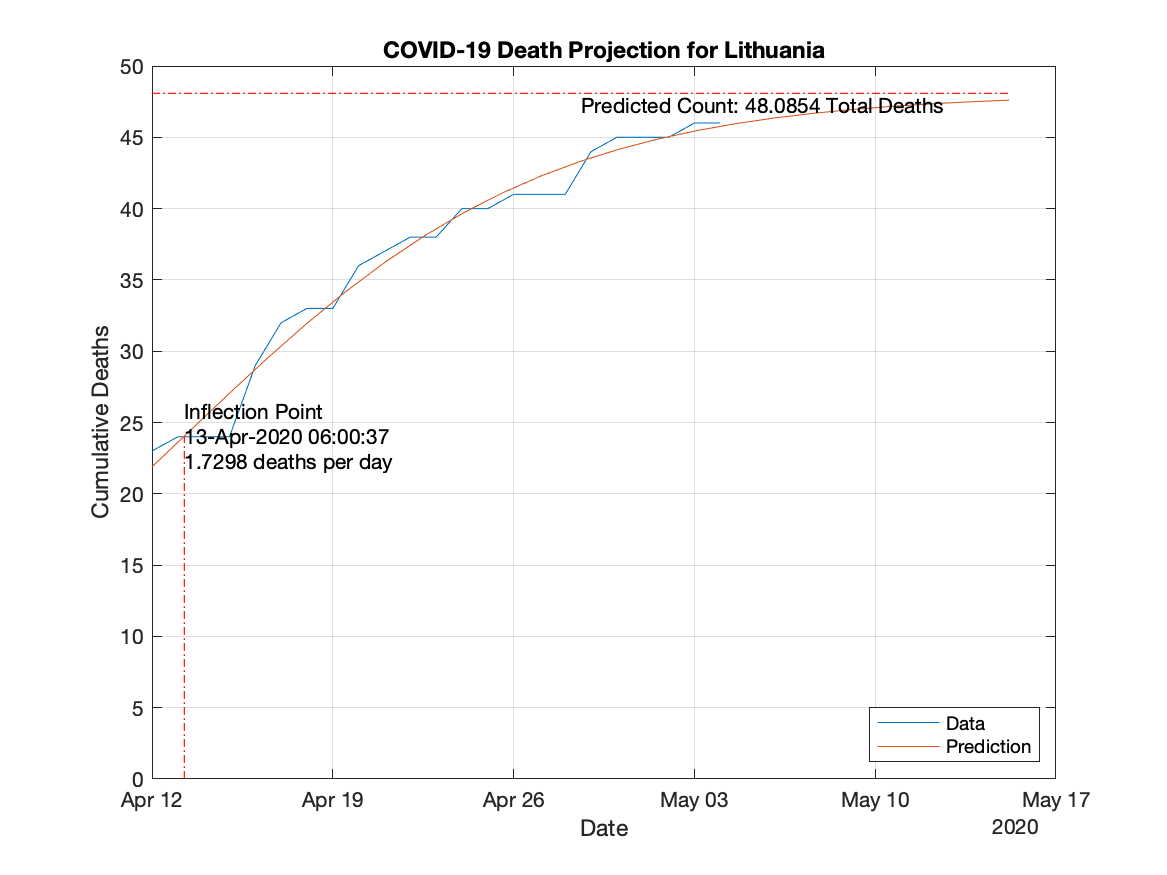 COVID-19 Death Projection for Lithuania
50
45
40
35
30
25
20
15
10
5
0
Cumulative Deaths
Predicted Count: 48.0854 Total Deaths
Inflection Point
13-Apr-2020 06:00:37
1.7298 deaths per day
Data
Prediction
Apr 12
Apr 19
Apr 26
May 03
May 10
May 17
Date
2020